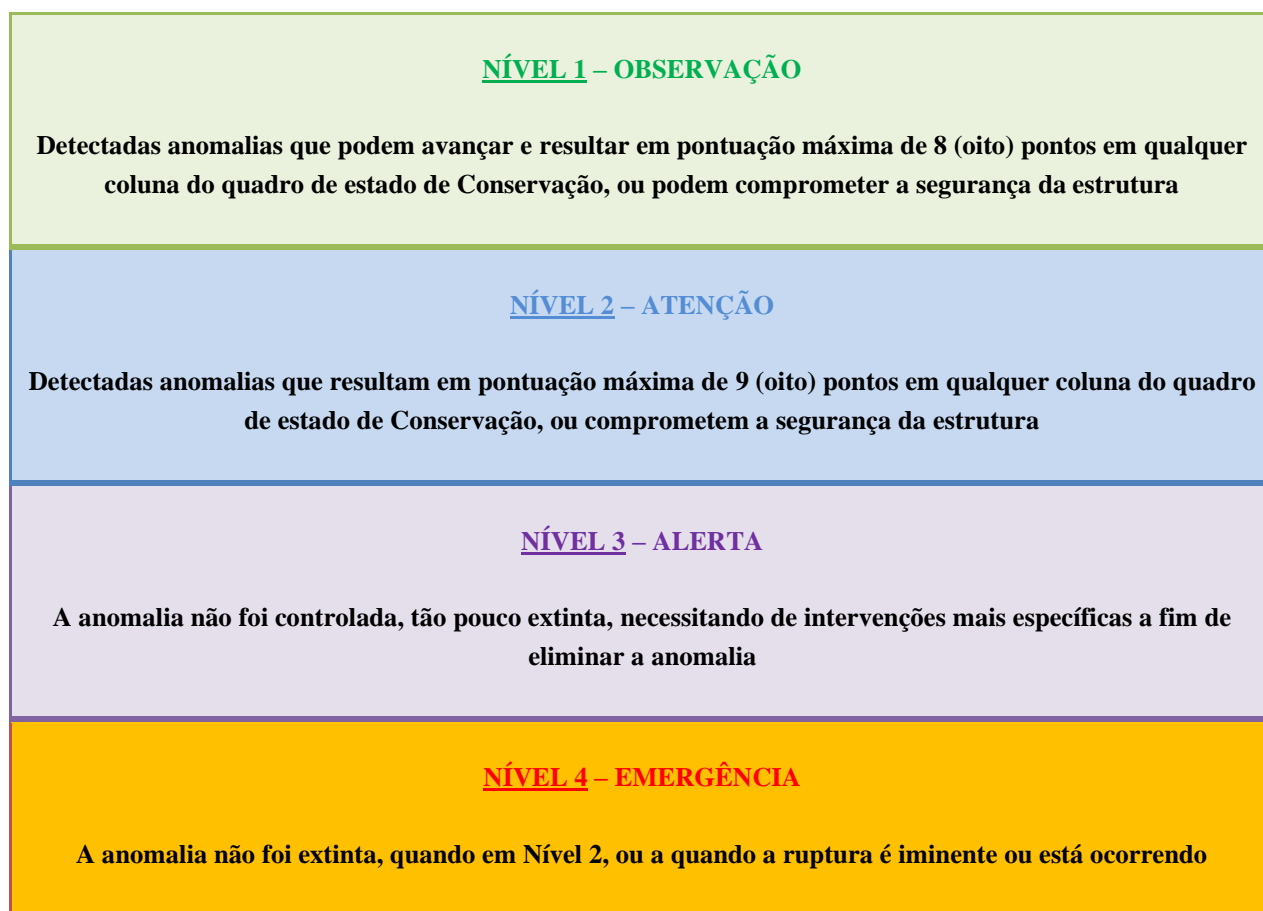 NÍVEL 1 – OBSERVAÇÃO
Detectadas anomalias que podem avançar e resultar em pontuação máxima de 8 (oito) pontos em qualquer
coluna do quadro de estado de Conservação, ou podem comprometer a segurança da estrutura
NÍVEL 2 – ATENÇÃO
Detectadas anomalias que resultam em pontuação máxima de 9 (oito) pontos em qualquer coluna do quadro
de estado de Conservação, ou comprometem a segurança da estrutura
NÍVEL 3 – ALERTA
A anomalia não foi controlada, tão pouco extinta, necessitando de intervenções mais específicas a fim de
eliminar a anomalia
NÍVEL 4 – EMERGÊNCIA
A anomalia não foi extinta, quando em Nível 2, ou a quando a ruptura é iminente ou está ocorrendo